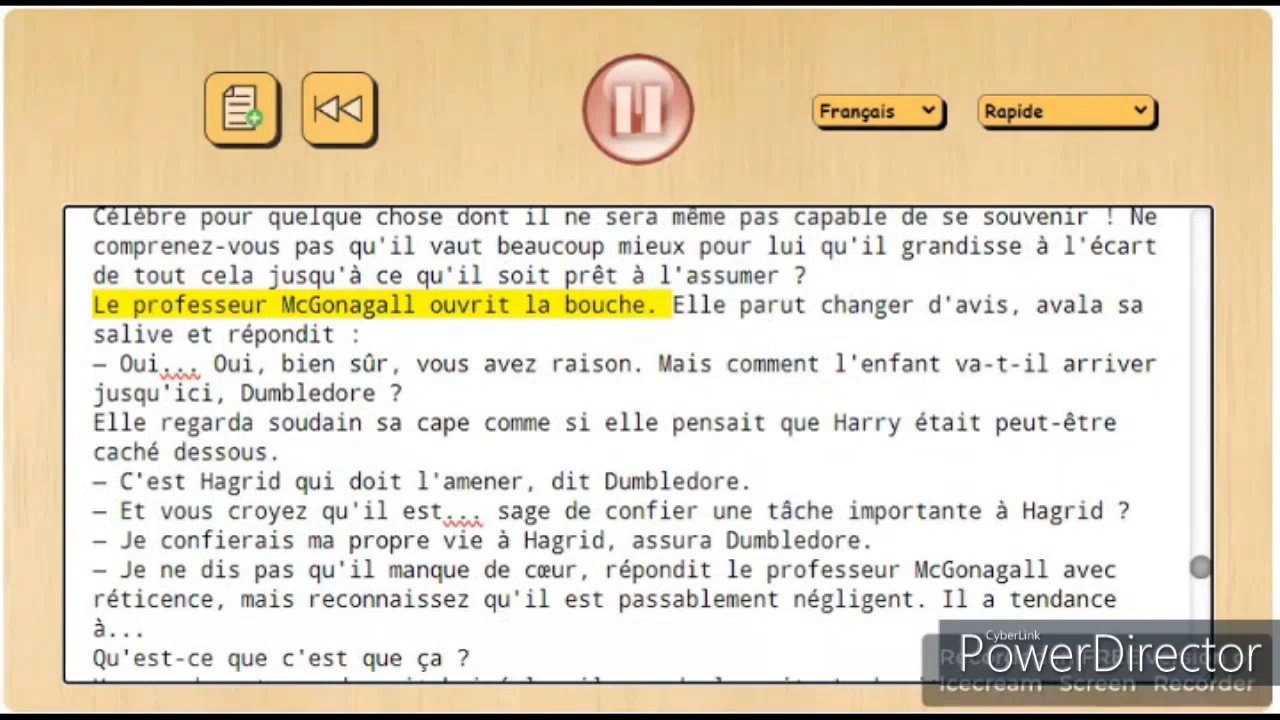 Français
Rapide
Célèbre pour quelque chose dont il ne sera même pas capable de se souvenir ! Ne
comprenez-vous pas qu'il vaut beaucoup mieux pour lui qu'il grandisse à l'écart
de tout cela jusqu'à ce qu'il soit prêt à l'assumer ?
Le professeur McGonagall ouvrit la bouche. Elle parut changer d'avis, avala sa
salive et répondit :
— Oui... Oui, bien sûr, vous avez raison. Mais comment l'enfant va-t-il arriver
jusqu'ici, Dumbledore ?
Elle regarda soudain sa cape comme si elle pensait que Harry était peut-être
caché dessous.
— C'est Hagrid qui doit l'amener, dit Dumbledore.
— Et vous croyez qu'il est... sage de confier une tâche importante à Hagrid ?
— Je confierais ma propre vie à Hagrid, assura Dumbledore.
— Je ne dis pas qu'il manque de cœur, répondit le professeur McGonagall avec
réticence, mais reconnaissez qu'il est passablement négligent. Il a tendance
à...
Qu'est-ce que c'est que ça ?
CyberLink
PowerDirector
Icecream Screen Recorder